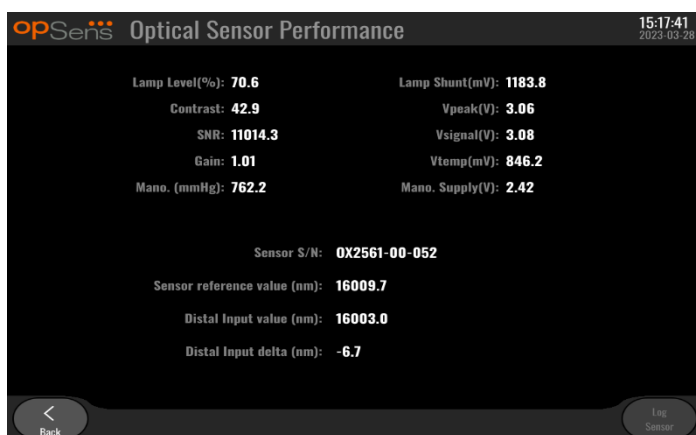 opSens Optical Sensor Performance 15:17:41
2023-03-28
Lamp Level(%): 70.6 Lamp Shunt(mV): 1183.8
Contrast: 42.9 Vpeak(V): 3.06
SNR: 11014.3 Vsignal(V): 3.08
Gain: 1.01 Vtemp(mV): 846.2
Mano. (mmHg): 762.2 Mano. Supply(V): 2.42
Sensor S/N: OX2561-00-052
Sensor reference value (nm): 16009.7
Distal Input value (nm): 16003.0
Distal Input delta (nm): -6.7
Back Log
Sensor